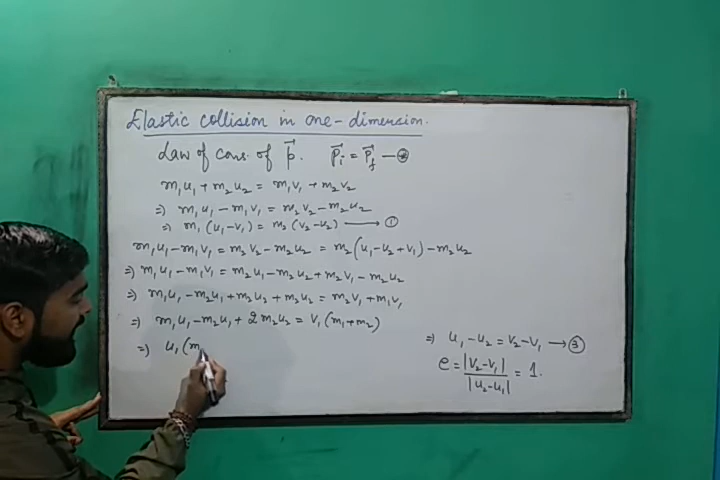 Elastic collision in one-dimension.
Law of cons. of p⃗. p⃗ᵢ = p⃗_f —
m₁u₁ + m₂u₂ = m₁v₁ + m₂v₂
⇒ m₁u₁ - m₁v₁ = m₂v₂ - m₂u₂
⇒ m₁(u₁-v₁) = m₂(v₂-u₂) ——— ①
m₁u₁ - m₁v₁ = m₂v₂ - m₂u₂ = m₂(u₁-u₂+v₁) - m₂u₂
⇒ m₁u₁ - m₁v₁ = m₂u₁ - m₂u₂ + m₂v₁ - m₂u₂
⇒ m₁u₁ - m₂u₁ + m₂u₂ + m₂u₂ = m₂v₁ + m₁v₁
⇒ m₁u₁ - m₂u₁ + 2m₂u₂ = v₁(m₁+m₂)
⇒ u₁(m
⇒ u₁ - u₂ = v₂ - v₁ → ③
e = |v₂-v₁| / |u₂-u₁| = 1.